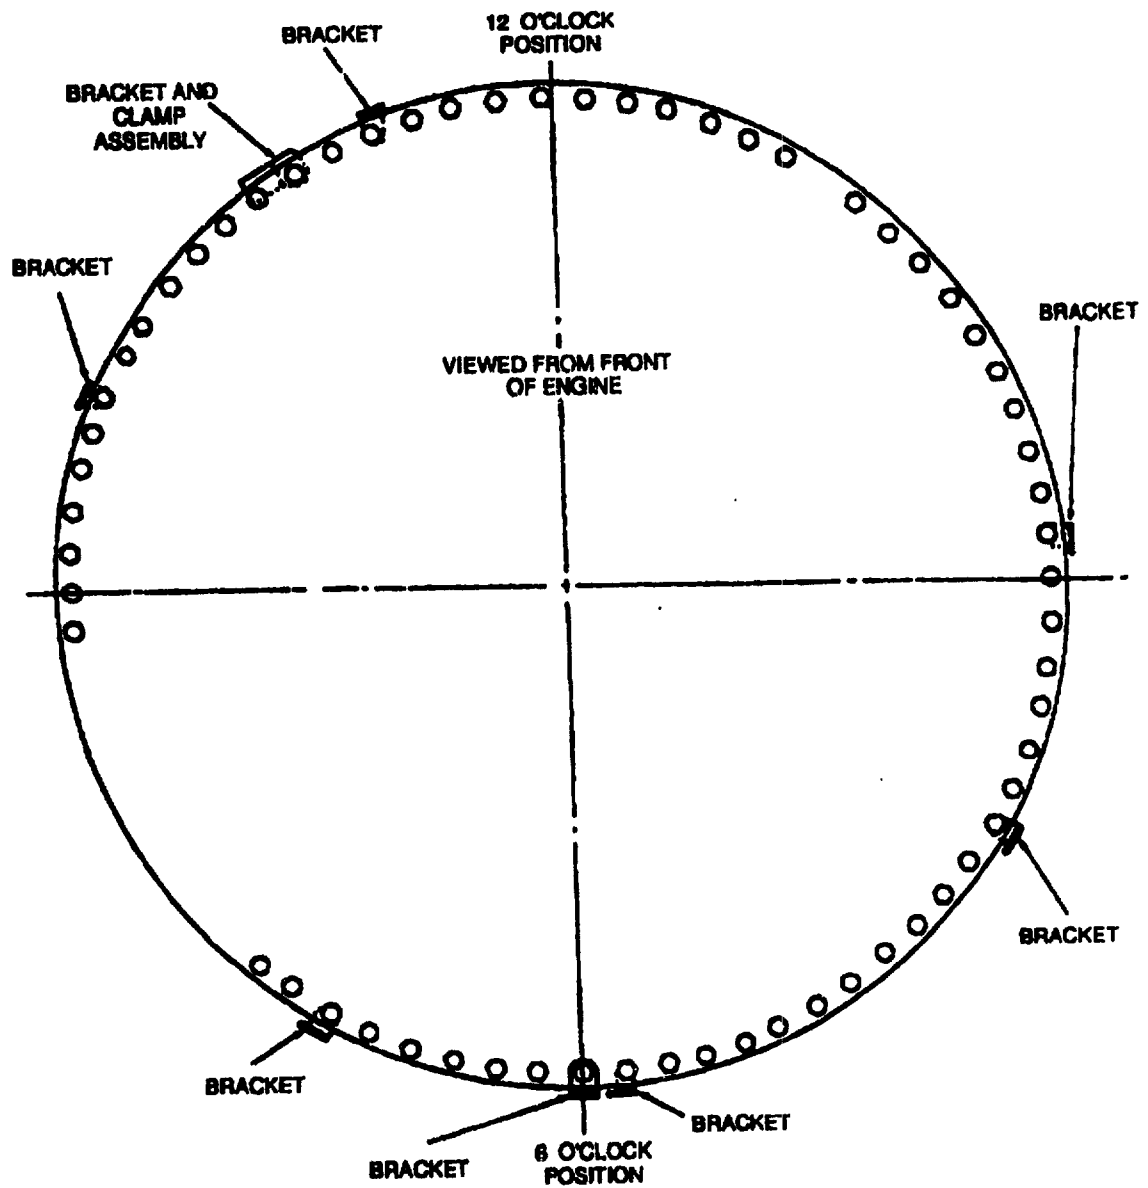 12 O'CLOCK
POSITION
BRACKET
BRACKET AND
CLAMP
ASSEMBLY
BRACKET
BRACKET
VIEWED FROM FRONT
OF ENGINE
BRACKET
BRACKET
BRACKET
BRACKET
6 O'CLOCK
POSITION